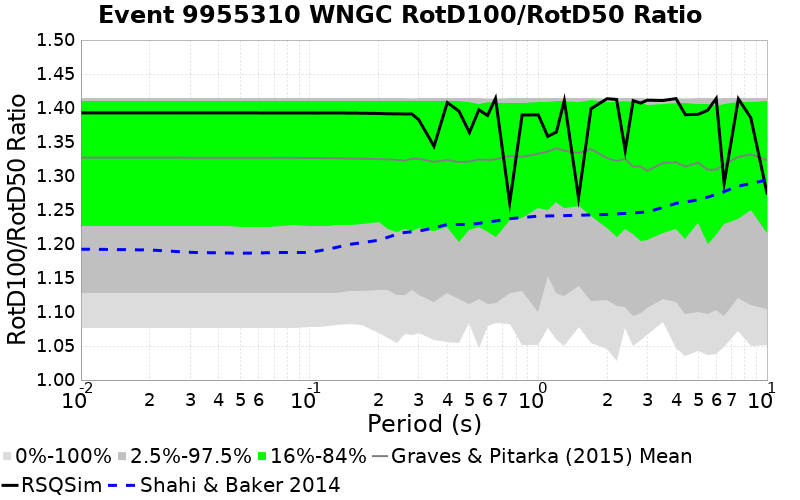 Event 9955310 WNGC RotD100/RotD50 Ratio
RotD100/RotD50 Ratio
1.50
1.45
1.40
1.35
1.30
1.25
1.20
1.15
1.10
1.05
1.00
10-2 2 3 4 5 6 10-1 2 3 4 5 6 7 100 2 3 4 5 6 7 101
Period (s)
0%-100% 2.5%-97.5% 16%-84% Graves & Pitarka (2015) Mean
RSQSim Shahi & Baker 2014